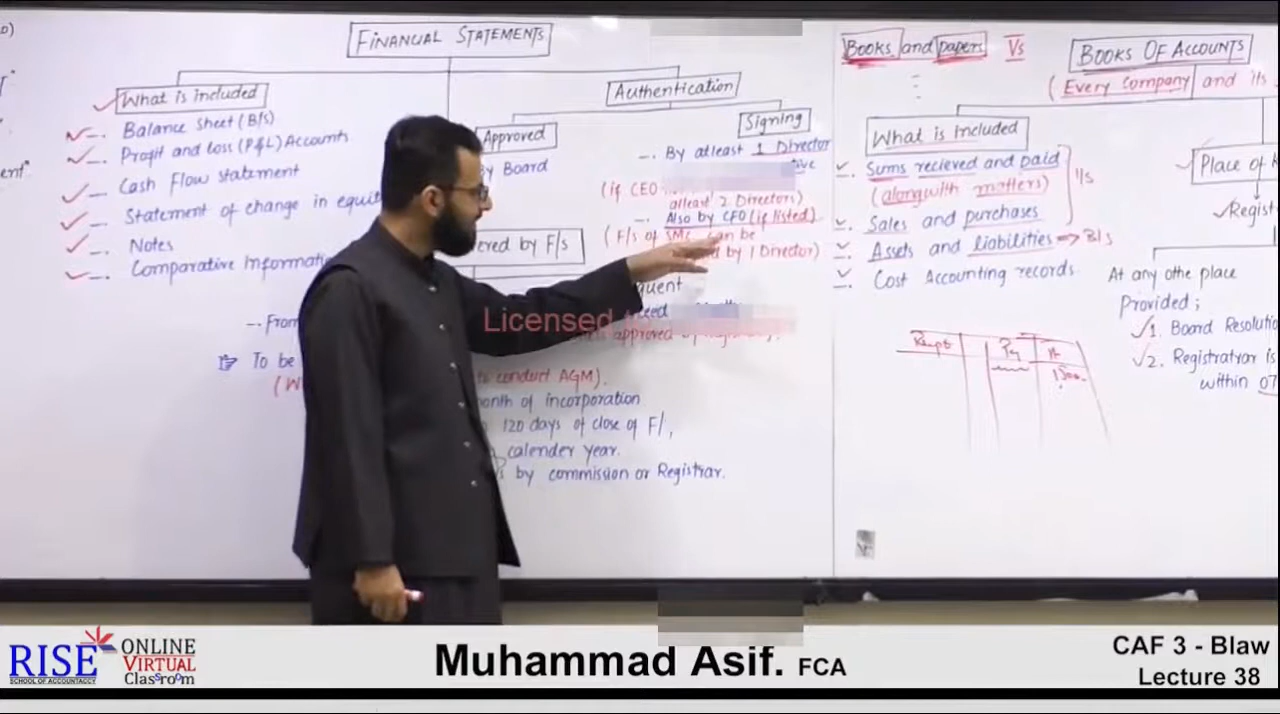 FINANCIAL STATEMENTS
What is included
– Balance Sheet (B/s)
– Profit and loss (P&L) Accounts
– Cash Flow statement
– Statement of change in equi
– Notes
– Comparative Informati
Authentication
Approved
y Board
Signing
– By atleast 1 Director
(if CEO
atleast 2 Directors)
– Also by CFO (if listed)
( F/s of SMC can be
by 1 Director)
ered by F/s
quent
– From
☞ To be
(W
conduct AGM).
onth of incorporation
120 days of close of F/,
calender year.
by commission or Registrar.
Licensed
Books and papers Vs
BOOKS OF ACCOUNTS
( Every company and its
What is included
– Sums recieved and paid
(alongwith matters)
– Sales and purchases
– Assets and liabilities ⇒ B/s
– Cost Accounting records
Place of
Regist
At any othe place
Provided;
1. Board Resolutio
2. Registratrar is
within 07
RISE
SCHOOL OF ACCOUNTANCY
ONLINE
VIRTUAL
Classroom
Muhammad Asif. FCA
CAF 3 - Blaw
Lecture 38